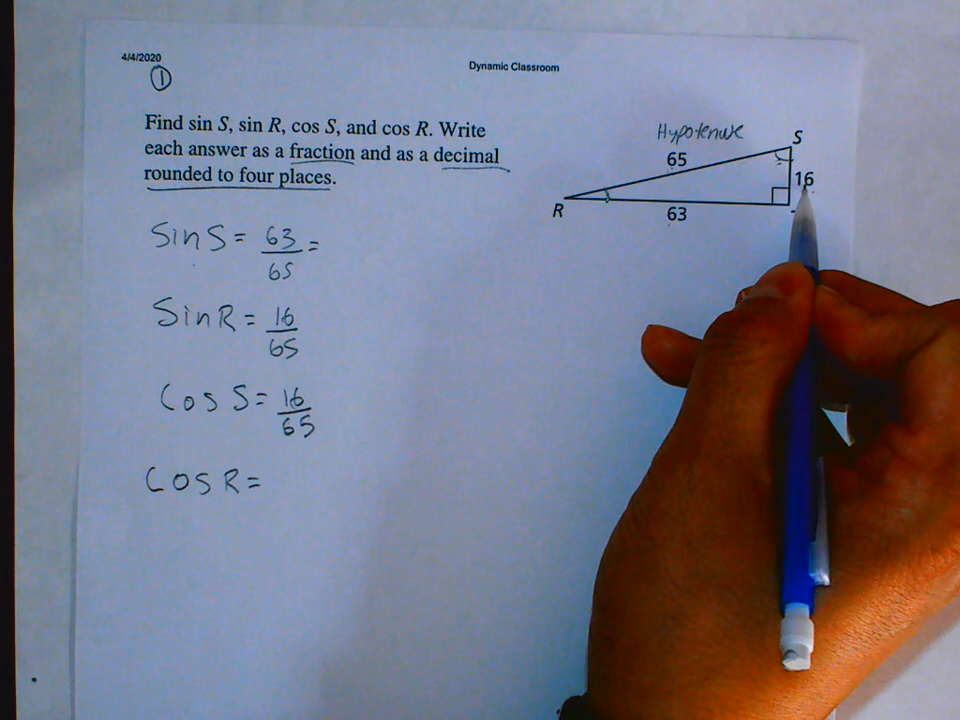 4/4/2020
Dynamic Classroom
1
Find sin S, sin R, cos S, and cos R. Write
each answer as a fraction and as a decimal
rounded to four places.
Hypotenuse
S
65
16
R
63
Sin S = 63/65 =
Sin R = 16/65
Cos S = 16/65
Cos R =